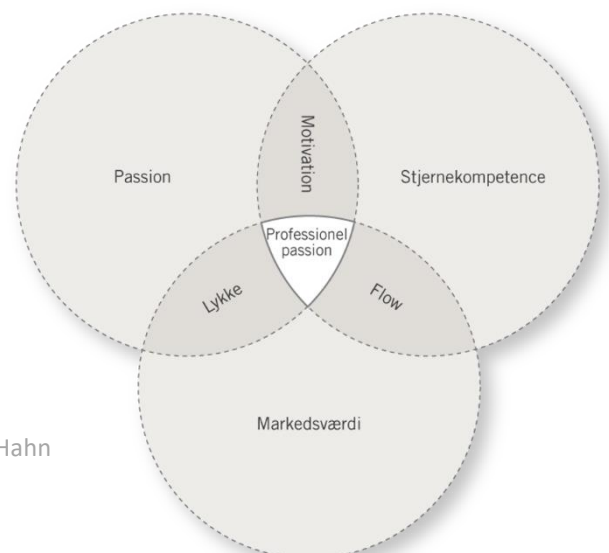 Motivation
Passion
Stjernekompetence
Professionel
passion
Lykke
Flow
Markedsværdi
Hahn